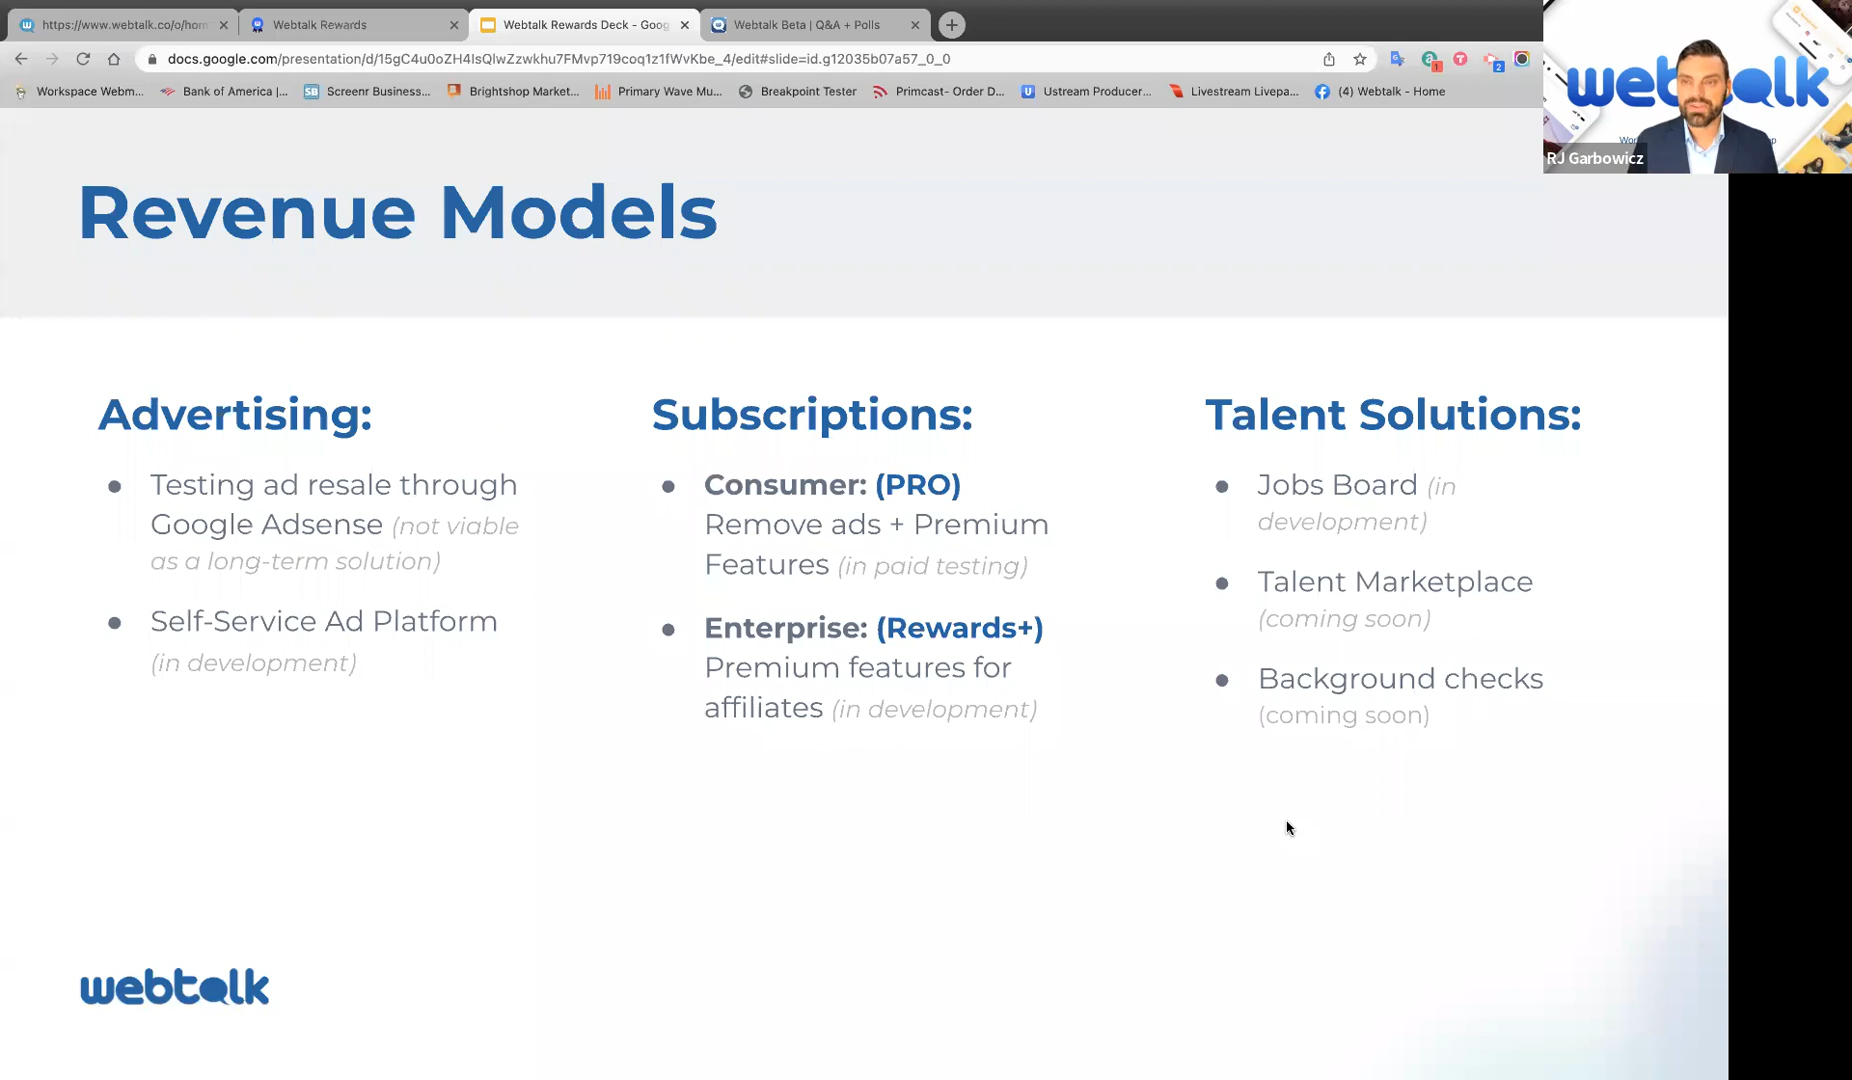 https://www.webtalk.co/o/hom
Webtalk Rewards
Webtalk Rewards Deck - Goog
Webtalk Beta | Q&A + Polls
docs.google.com/presentation/d/15gC4u0oZH4IsQlwZzwkhu7FMvp719coq1z1fWvKbe_4/edit#slide=id.g12035b07a57_0_0
Workspace Webm...
Bank of America |...
Screenr Business...
Brightshop Market...
Primary Wave Mu...
Breakpoint Tester
Primcast- Order D...
Ustream Producer...
Livestream Livepa...
(4) Webtalk - Home
webtalk
RJ Garbowicz
Revenue Models
Advertising:
● Testing ad resale through
Google Adsense (not viable
as a long-term solution)
● Self-Service Ad Platform
(in development)
Subscriptions:
● Consumer: (PRO)
Remove ads + Premium
Features (in paid testing)
● Enterprise: (Rewards+)
Premium features for
affiliates (in development)
Talent Solutions:
● Jobs Board (in
development)
● Talent Marketplace
(coming soon)
● Background checks
(coming soon)
webtalk